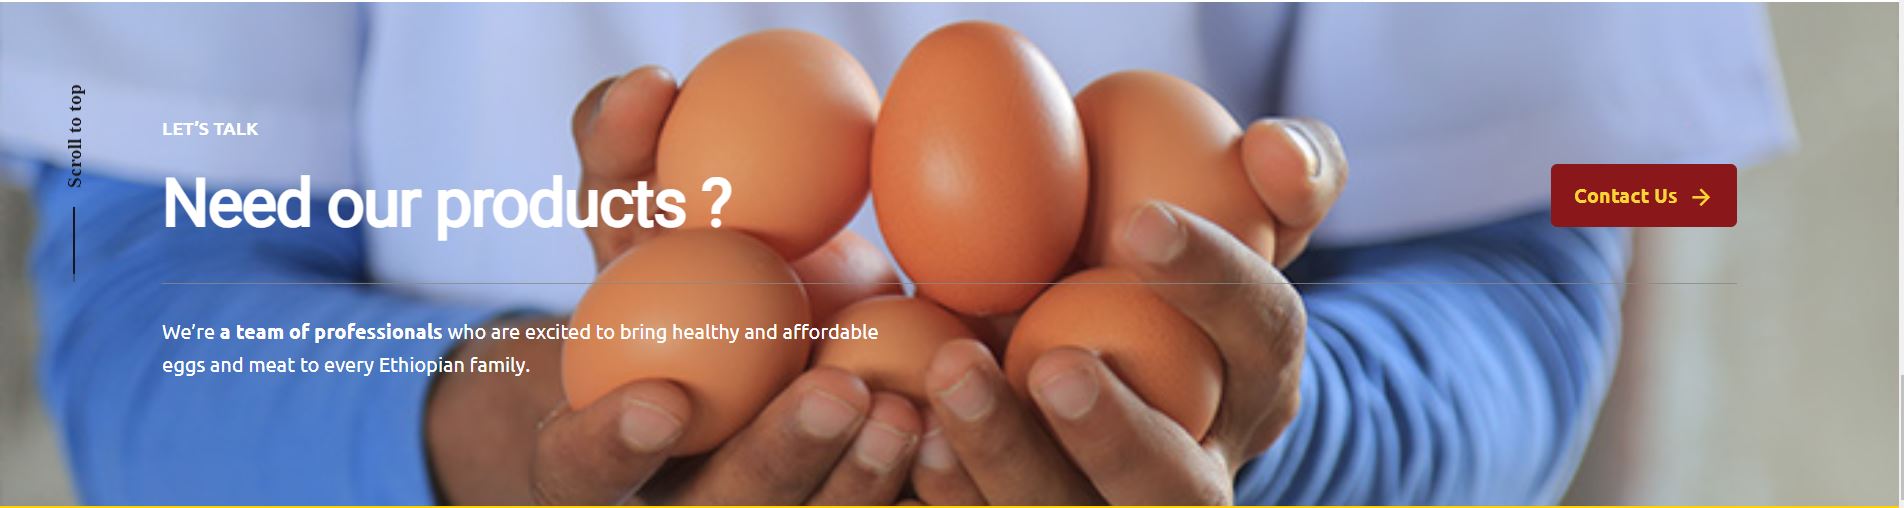 Scroll to top
LET'S TALK
Need our products ?
Contact Us
We're a team of professionals who are excited to bring healthy and affordable
eggs and meat to every Ethiopian family.